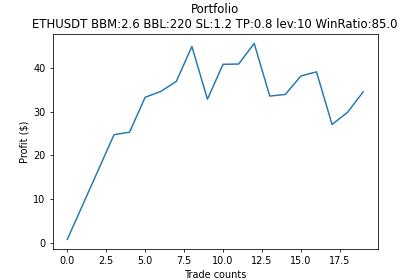 Portfolio
ETHUSDT BBM:2.6 BBL:220 SL:1.2 TP:0.8 lev:10 WinRatio:85.0
Profit ($)
40
30
20
10
0
0.0 2.5 5.0 7.5 10.0 12.5 15.0 17.5
Trade counts